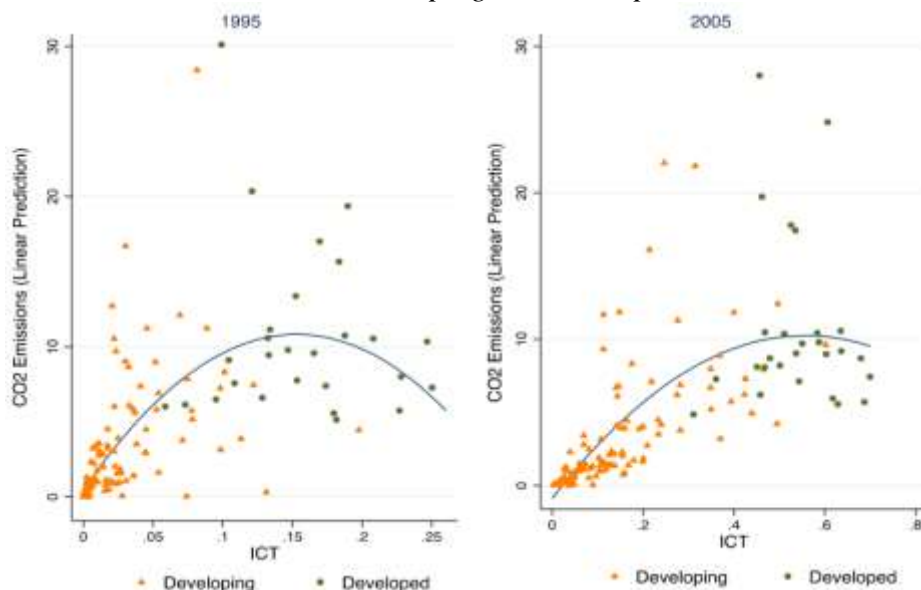 1995
2005
CO2 Emissions (Linear Prediction)
30
20
10
0
0
.05
.1
.15
.2
.25
ICT
Developing
Developed
CO2 Emissions (Linear Prediction)
30
20
10
0
0
.2
.4
.6
.8
ICT
Developing
Developed